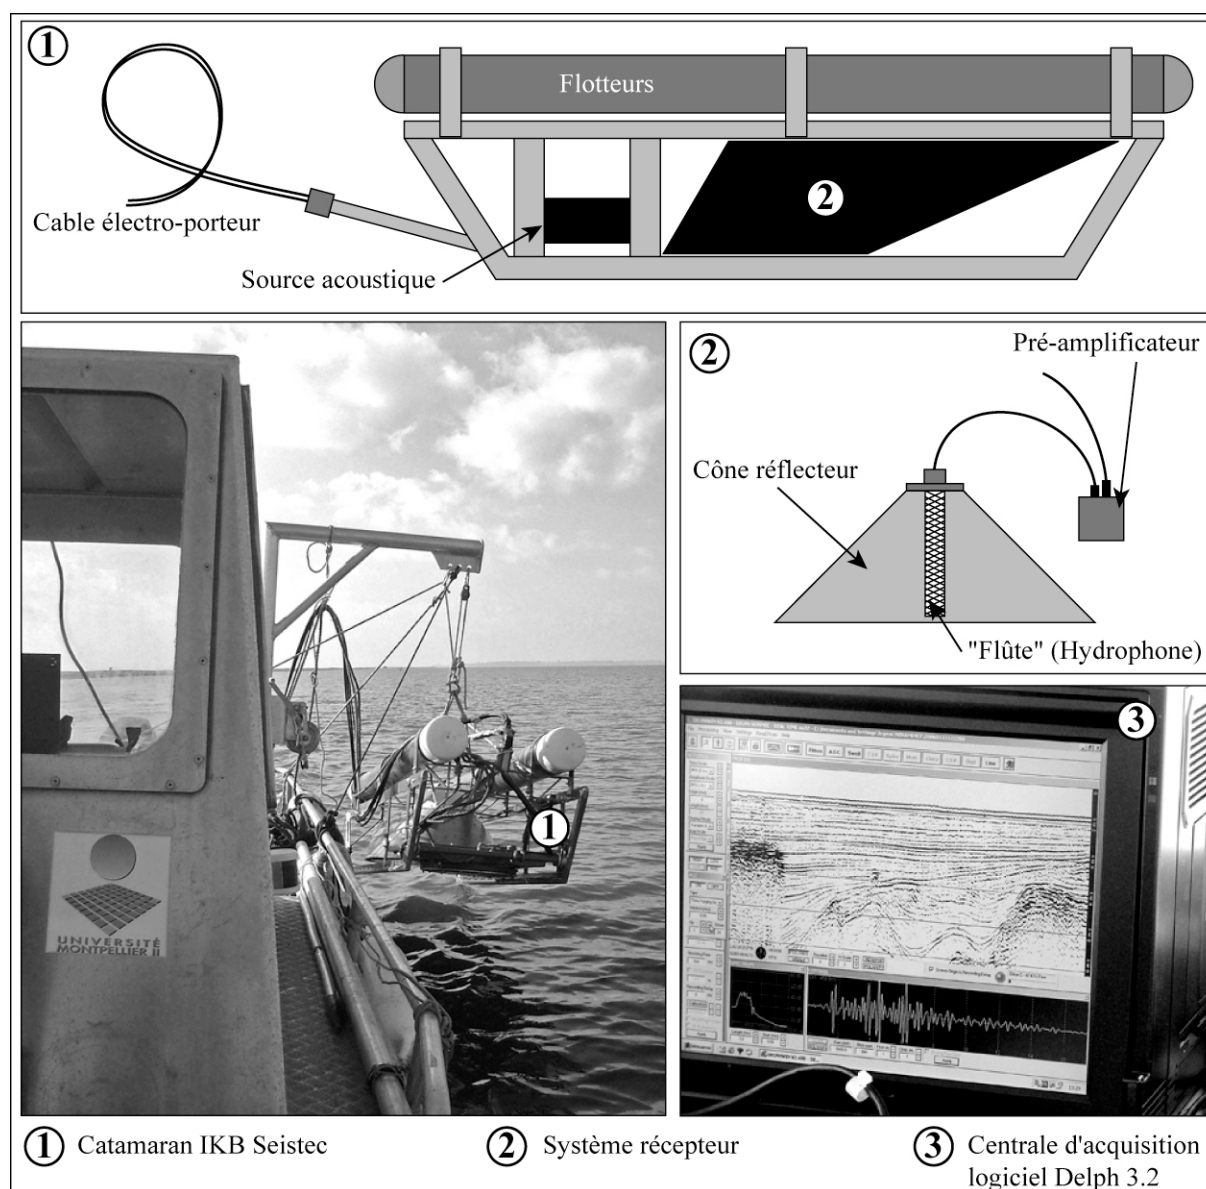 1
Flotteurs
2
Cable électro-porteur
Source acoustique
2
Pré-amplificateur
Cône réflecteur
"Flûte" (Hydrophone)
1
UNIVERSITÉ
MONTPELLIER II
3
1 Catamaran IKB Seistec
2 Système récepteur
3 Centrale d'acquisition
logiciel Delph 3.2